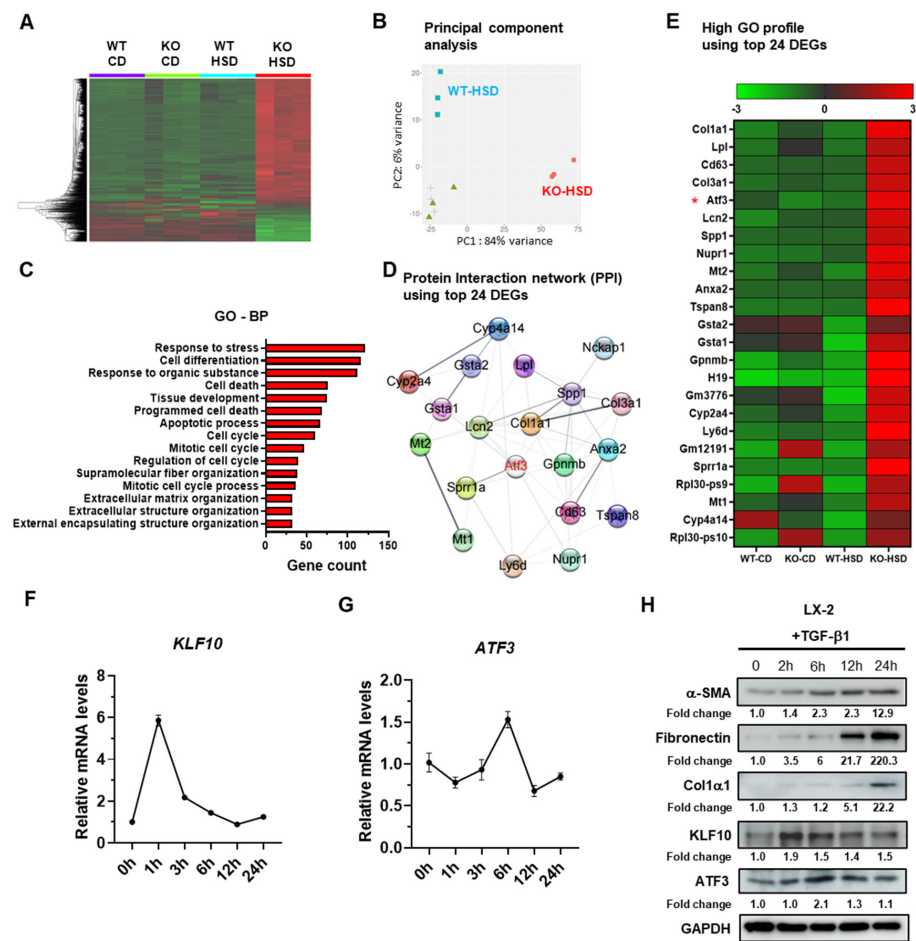 A
WT CD
KO CD
WT HSD
KO HSD
B
Principal component
analysis
WT-HSD
KO-HSD
PC2: 6% variance
20
10
0
-10
-25
0
25
50
75
PC1 : 84% variance
C
GO - BP
Response to stress
Cell differentiation
Response to organic substance
Cell death
Tissue development
Programmed cell death
Apoptotic process
Cell cycle
Mitotic cell cycle
Regulation of cell cycle
Supramolecular fiber organization
Mitotic cell cycle process
Extracellular matrix organization
Extracellular structure organization
External encapsulating structure organization
0 50 100 150
Gene count
D
Protein Interaction network (PPI)
using top 24 DEGs
Cyp4a14
Nckap1
Gsta2
Lpl
Cyp2a4
Spp1
Col3a1
Gsta1
Lcn2
Col1a1
Mt2
Anxa2
Atf3
Gpnmb
Sprr1a
Cd63
Tspan8
Mt1
Ly6d
Nupr1
E
High GO profile
using top 24 DEGs
-3 0 3
Col1a1
Lpl
Cd63
Col3a1
* Atf3
Lcn2
Spp1
Nupr1
Mt2
Anxa2
Tspan8
Gsta2
Gsta1
Gpnmb
H19
Gm3776
Cyp2a4
Ly6d
Gm12191
Sprr1a
Rpl30-ps9
Mt1
Cyp4a14
Rpl30-ps10
WT-CD KO-CD WT-HSD KO-HSD
F
KLF10
Relative mRNA levels
8
6
4
2
0
0h 1h 3h 6h 12h 24h
G
ATF3
Relative mRNA levels
2.0
1.5
1.0
0.5
0.0
0h 1h 3h 6h 12h 24h
H
LX-2
+TGF-β1
0 2h 6h 12h 24h
α-SMA
Fold change 1.0 1.4 2.3 2.3 12.9
Fibronectin
Fold change 1.0 3.5 6 21.7 220.3
Col1α1
Fold change 1.0 1.3 1.2 5.1 22.2
KLF10
Fold change 1.0 1.9 1.5 1.4 1.5
ATF3
Fold change 1.0 1.0 2.1 1.3 1.1
GAPDH